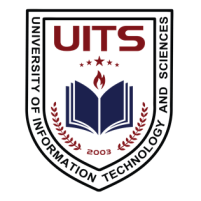 UITS
UNIVERSITY OF INFORMATION TECHNOLOGY AND SCIENCES
2003